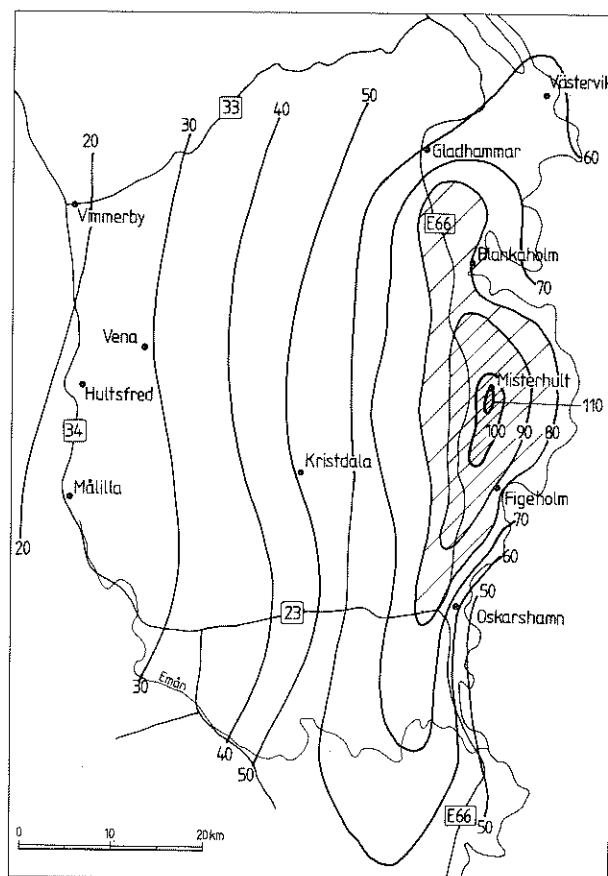 Västervik
50
33
40
30
20
Gladhammar
60
Vimmerby
E66
Blankaholm
70
Vena
Misterhult
Hultsfred
110
34
100 90 80
Kristdala
Målilla
Figeholm
70
20
60
50
23
Oskarshamn
Emån
30
40
50
E66
50
0 10 20km